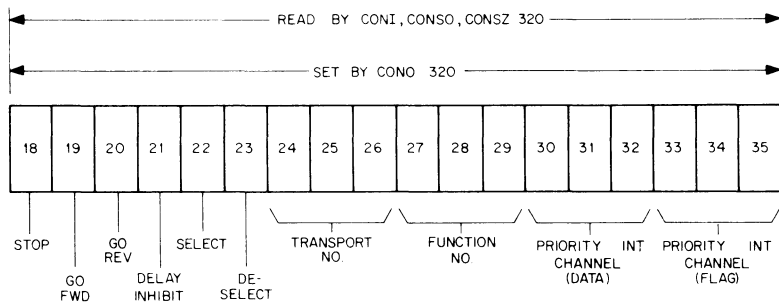 READ BY CONI, CONSO, CONSZ 320
SET BY CONO 320
18 19 20 21 22 23 24 25 26 27 28 29 30 31 32 33 34 35
STOP
GO
FWD
GO
REV
DELAY
INHIBIT
SELECT
DE-
SELECT
TRANSPORT
NO.
FUNCTION
NO.
PRIORITY INT
CHANNEL
(DATA)
PRIORITY INT
CHANNEL
(FLAG)